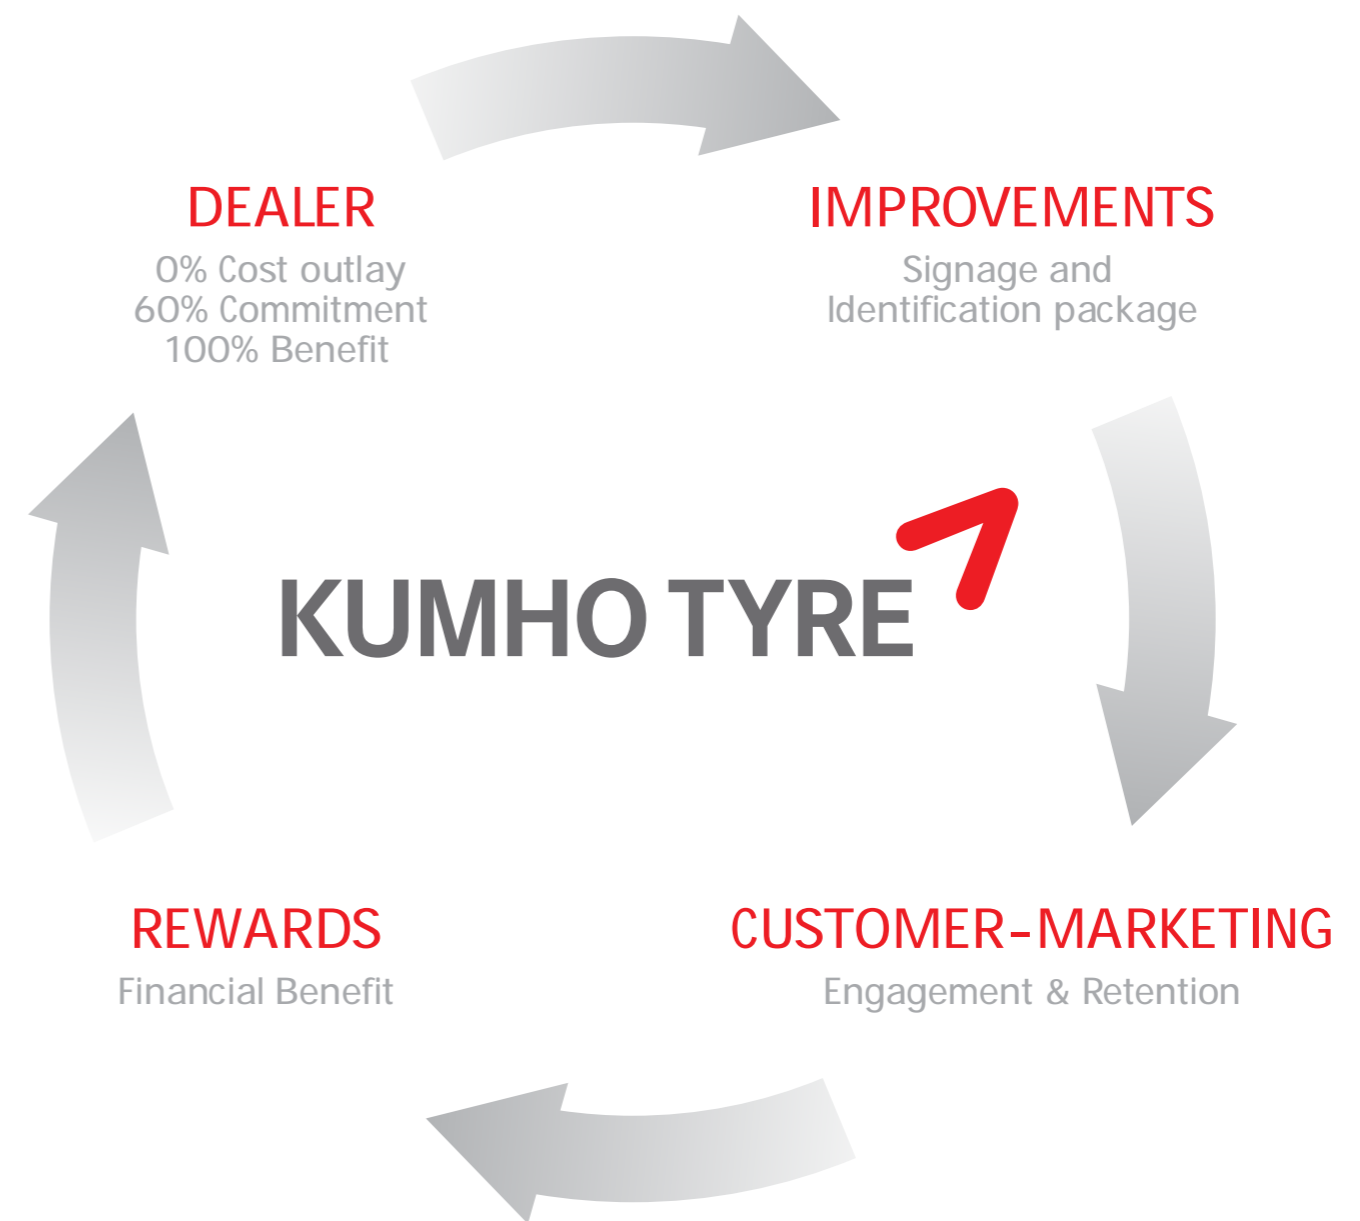 DEALER
0% Cost outlay
60% Commitment
100% Benefit
IMPROVEMENTS
Signage and
Identification package
KUMHO TYRE
REWARDS
Financial Benefit
CUSTOMER-MARKETING
Engagement & Retention